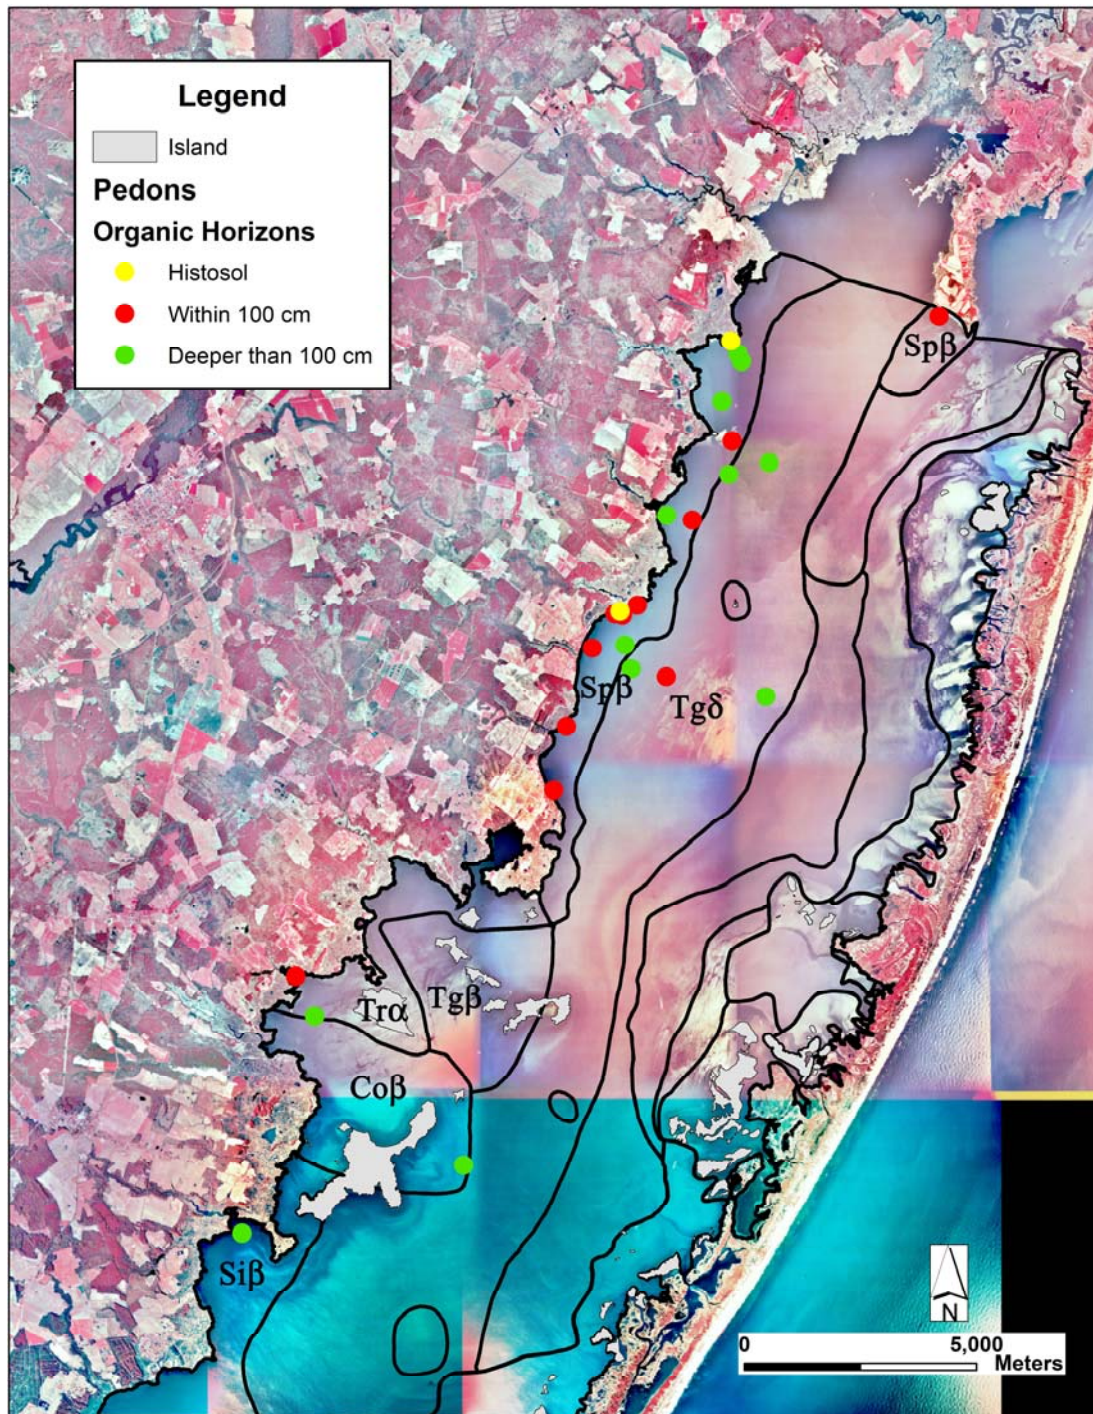 Legend
Island
Pedons
Organic Horizons
Histosol
Within 100 cm
Deeper than 100 cm
Spβ
Spβ
Tgδ
Tgβ
Trα
Coβ
Siβ
N
0 5,000
Meters